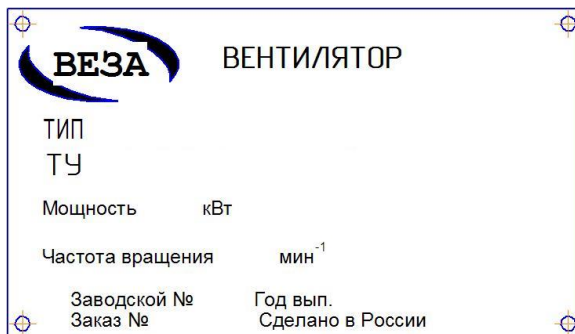 ВЕЗА ВЕНТИЛЯТОР
ТИП
ТУ
Мощность кВт
Частота вращения мин⁻¹
Заводской № Год вып.
Заказ № Сделано в России